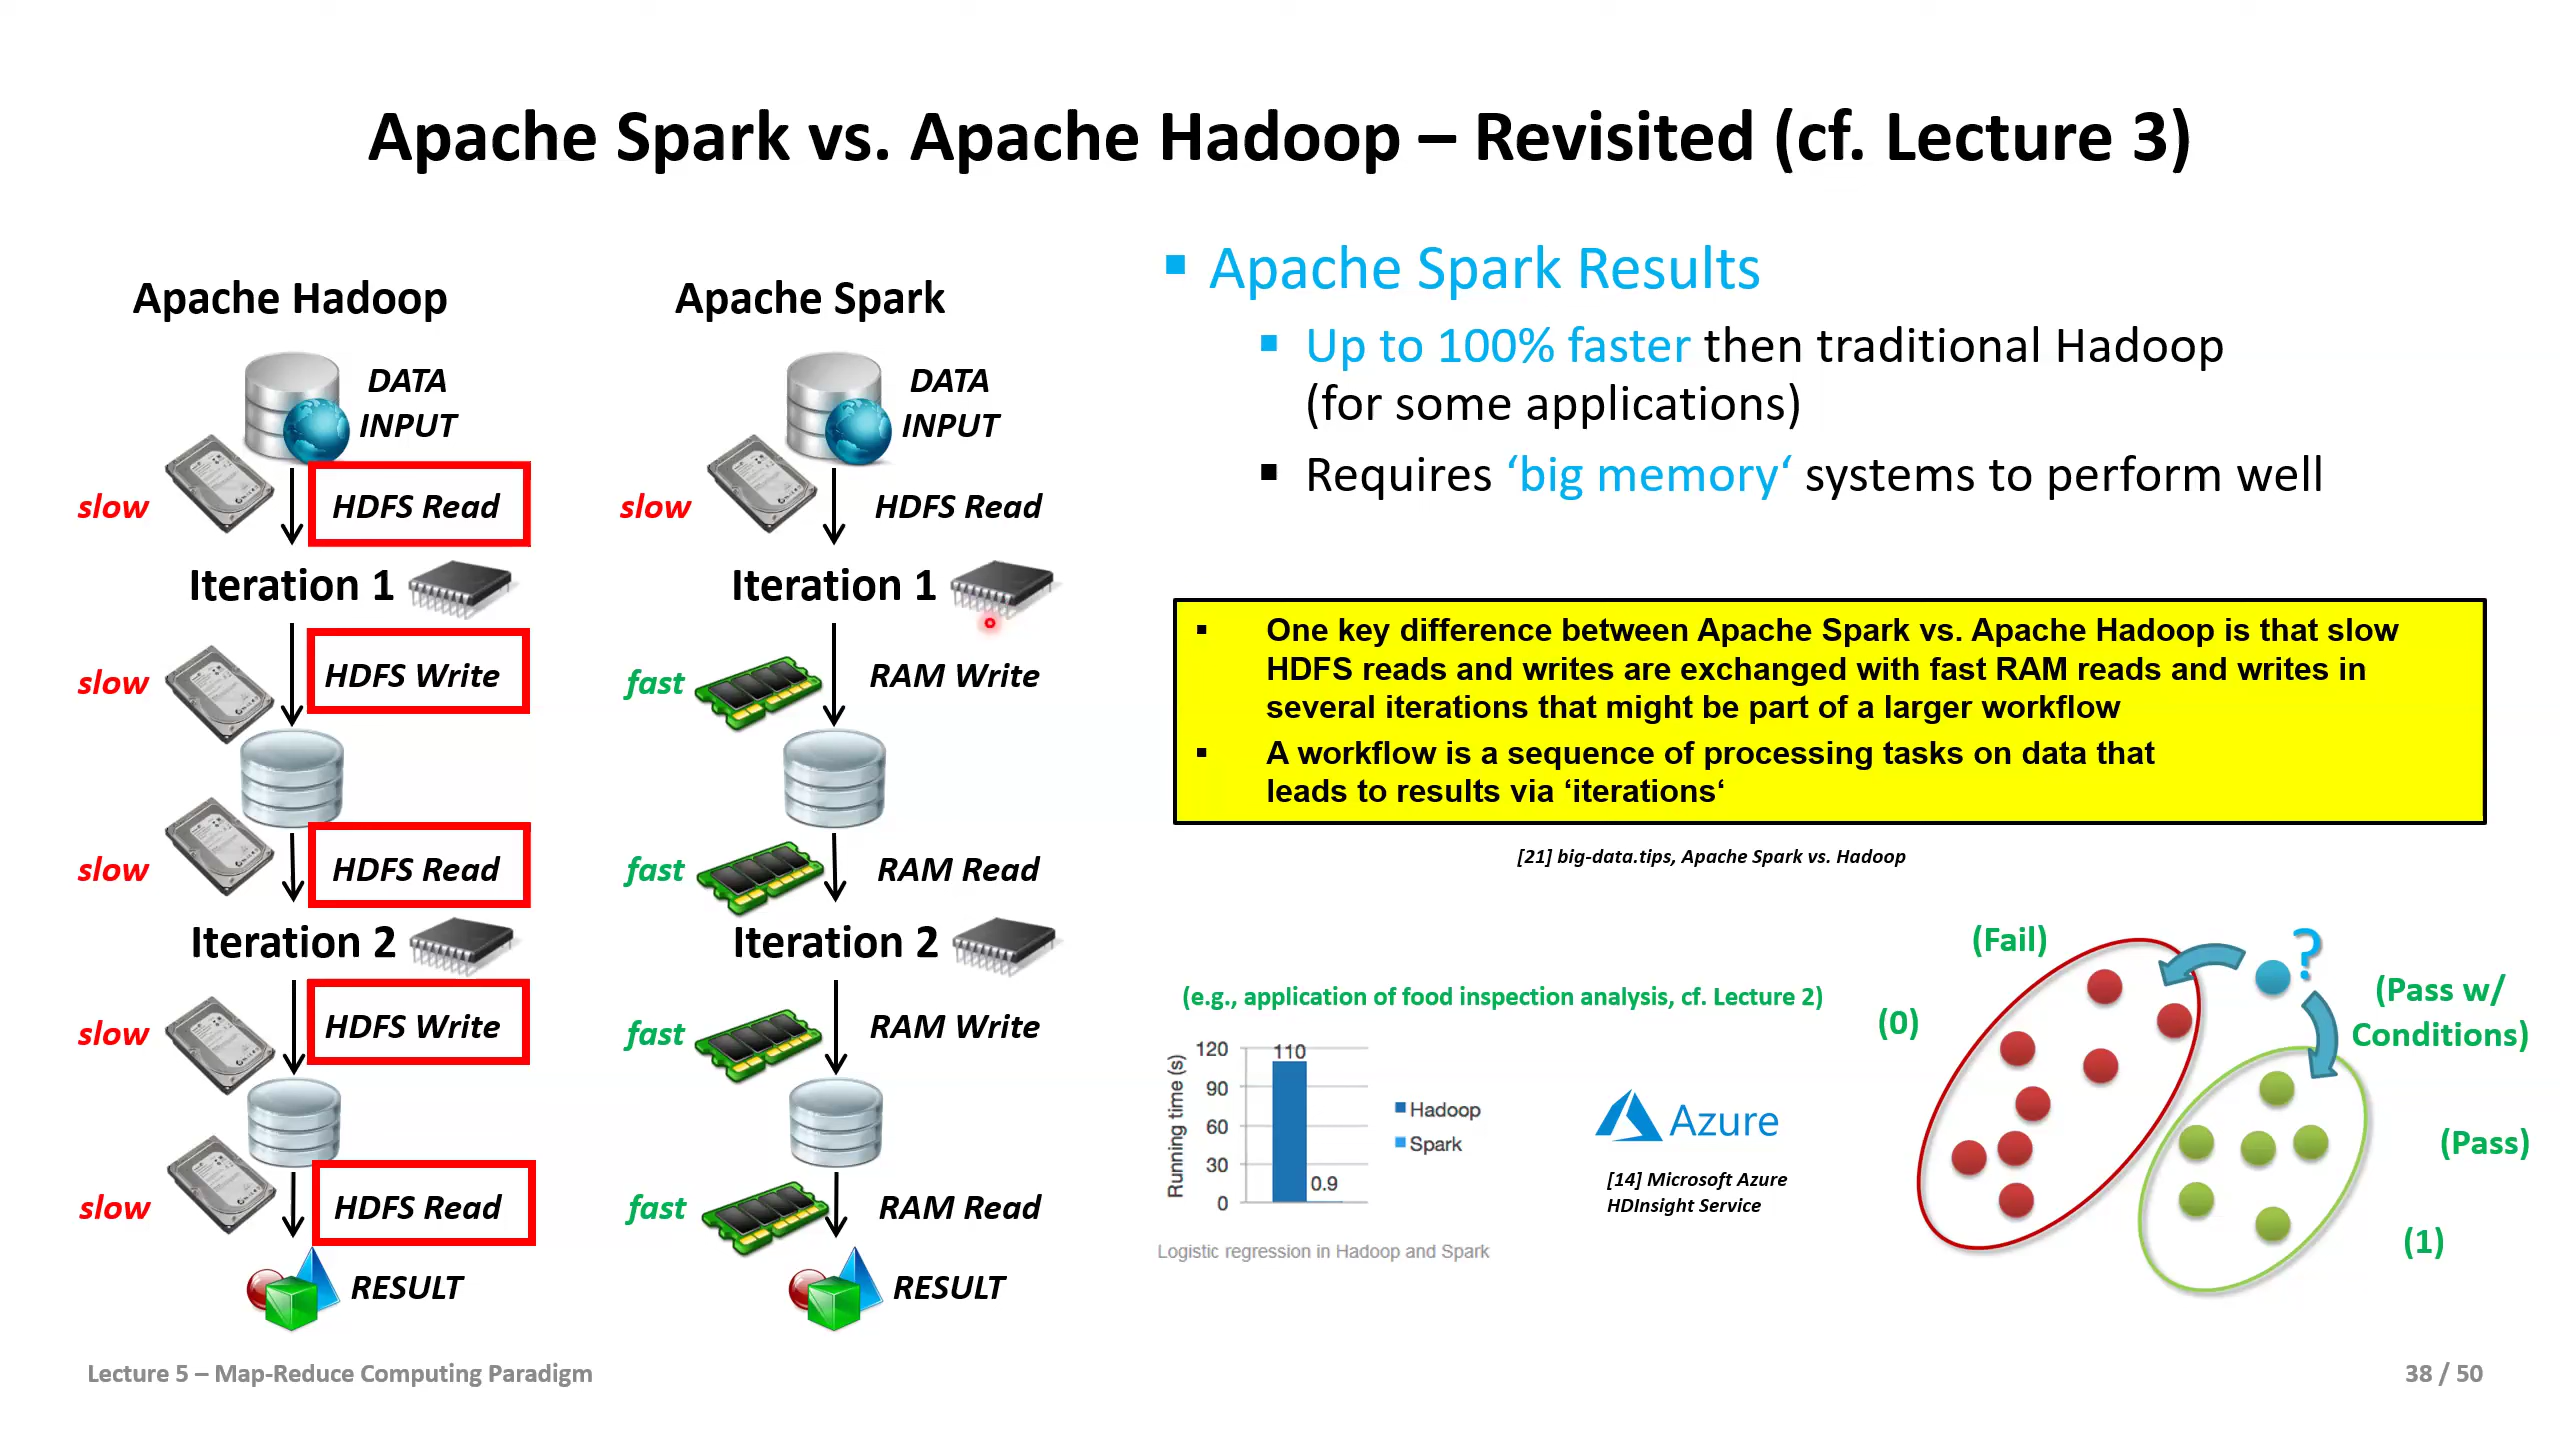 Apache Spark vs. Apache Hadoop – Revisited (cf. Lecture 3)
Apache Hadoop
DATA
INPUT
slow
HDFS Read
Iteration 1
slow
HDFS Write
slow
HDFS Read
Iteration 2
slow
HDFS Write
slow
HDFS Read
RESULT
Apache Spark
DATA
INPUT
slow
HDFS Read
Iteration 1
fast
RAM Write
fast
RAM Read
Iteration 2
fast
RAM Write
fast
RAM Read
RESULT
▪ Apache Spark Results
▪ Up to 100% faster then traditional Hadoop
(for some applications)
▪ Requires ‘big memory‘ systems to perform well
▪ One key difference between Apache Spark vs. Apache Hadoop is that slow
HDFS reads and writes are exchanged with fast RAM reads and writes in
several iterations that might be part of a larger workflow
▪ A workflow is a sequence of processing tasks on data that
leads to results via ‘iterations‘
[21] big-data.tips, Apache Spark vs. Hadoop
(e.g., application of food inspection analysis, cf. Lecture 2)
Running time (s)
120
90
60
30
0
110
0.9
Hadoop
Spark
Logistic regression in Hadoop and Spark
Azure
[14] Microsoft Azure
HDInsight Service
(Fail)
(0)
?
(Pass w/
Conditions)
(Pass)
(1)
Lecture 5 – Map-Reduce Computing Paradigm
38 / 50